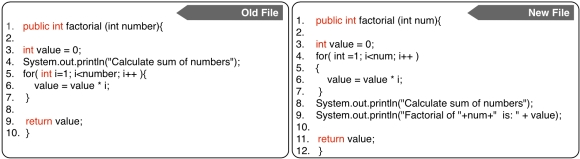 Old File
1. public int factorial (int number){
2.
3. int value = 0;
4. System.out.println("Calculate sum of numbers");
5. for( int i=1; i<number; i++ ){
6. value = value * i;
7. }
8.
9. return value;
10. }
New File
1. public int factorial (int num){
2.
3. int value = 0;
4. for( int =1; i<num; i++ )
5. {
6. value = value * i;
7. }
8. System.out.println("Calculate sum of numbers");
9. System.out.println("Factorial of "+num+" is: " + value);
10.
11. return value;
12. }